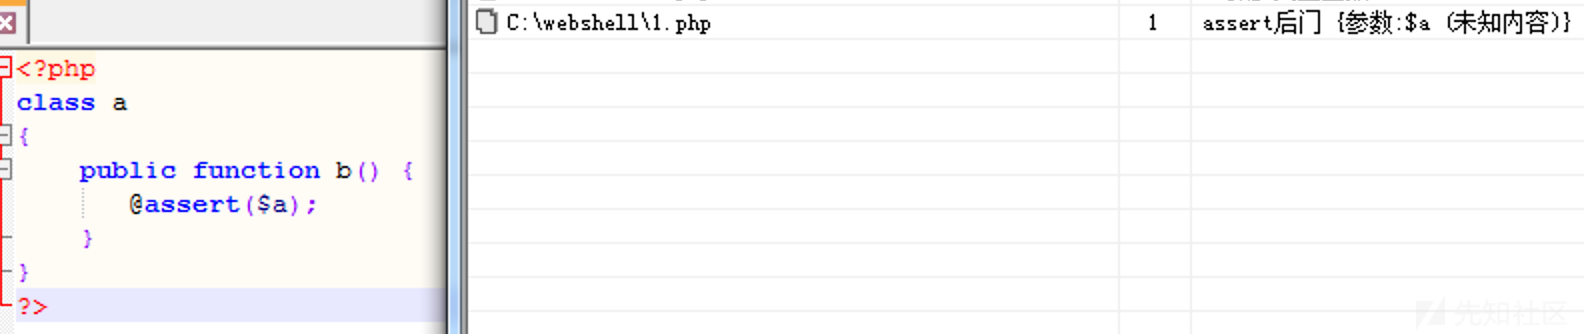 <?php
class a
{
public function b() {
@assert($a);
}
}
?>
C:\webshell\1.php 1 assert后门 {参数:$a (未知内容)}
先知社区